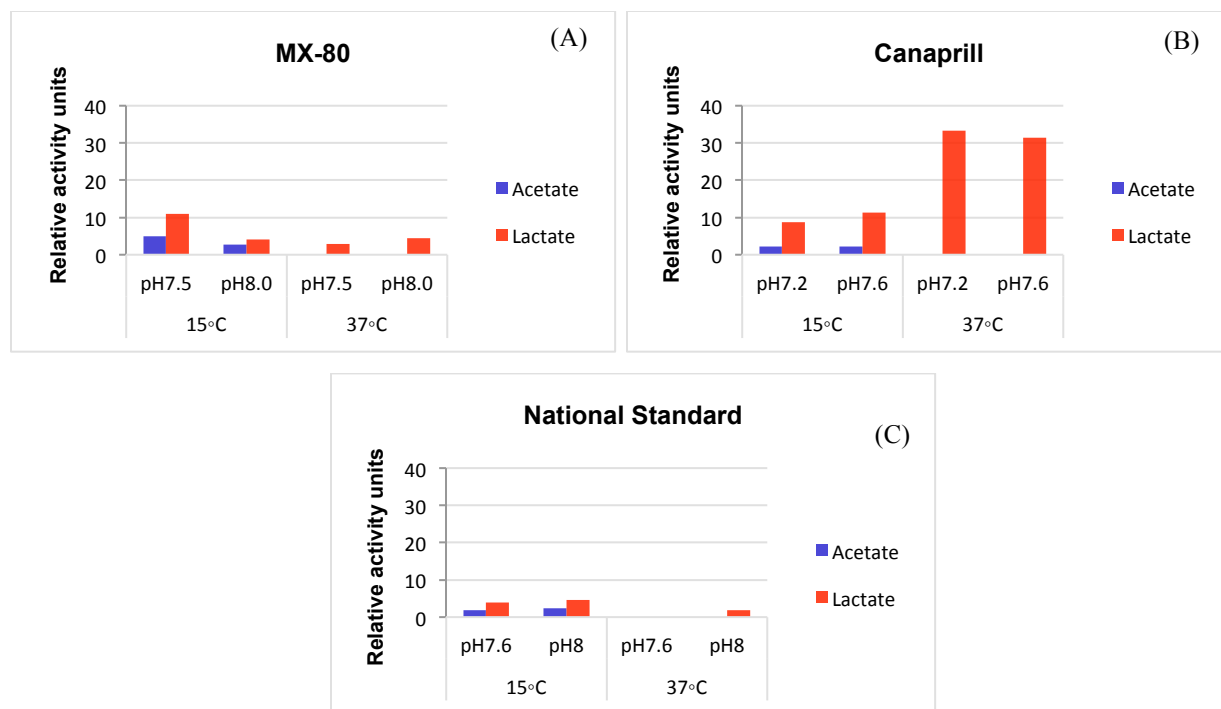 MX-80
(A)
Relative activity units
40
30
20
10
0
pH7.5 pH8.0 pH7.5 pH8.0
15°C 37°C
Acetate
Lactate
Canaprill
(B)
Relative activity units
40
30
20
10
0
pH7.2 pH7.6 pH7.2 pH7.6
15°C 37°C
Acetate
Lactate
National Standard
(C)
Relative activity units
40
30
20
10
0
pH7.6 pH8 pH7.6 pH8
15°C 37°C
Acetate
Lactate